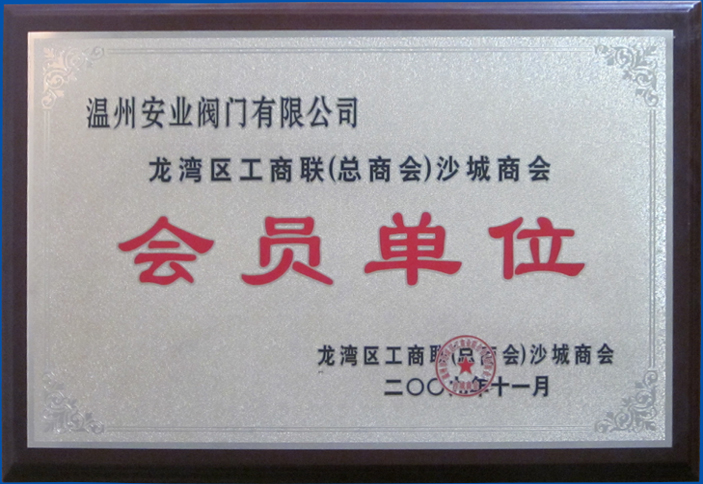 温州安业阀门有限公司
龙湾区工商联(总商会)沙城商会
会员单位
龙湾区工商联(总商会)沙城商会
二〇〇 年十一月